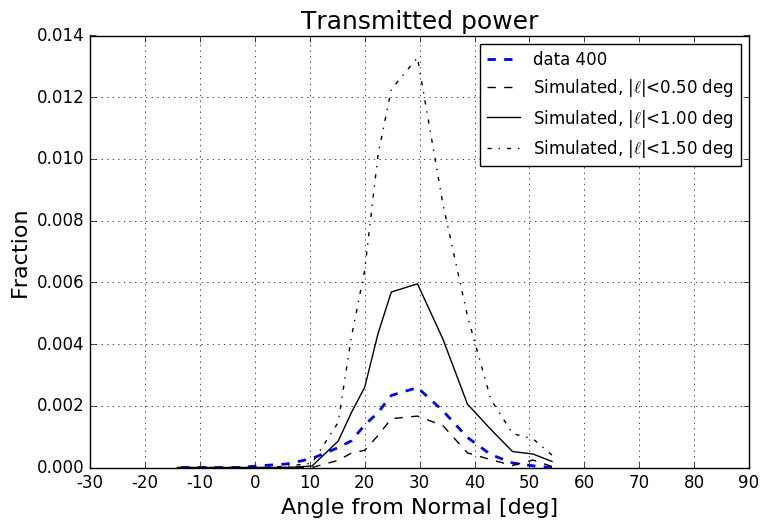 Transmitted power
0.014
0.012
0.010
0.008
0.006
0.004
0.002
0.000
Fraction
data 400
Simulated, |ℓ|<0.50 deg
Simulated, |ℓ|<1.00 deg
Simulated, |ℓ|<1.50 deg
-30 -20 -10 0 10 20 30 40 50 60 70 80 90
Angle from Normal [deg]